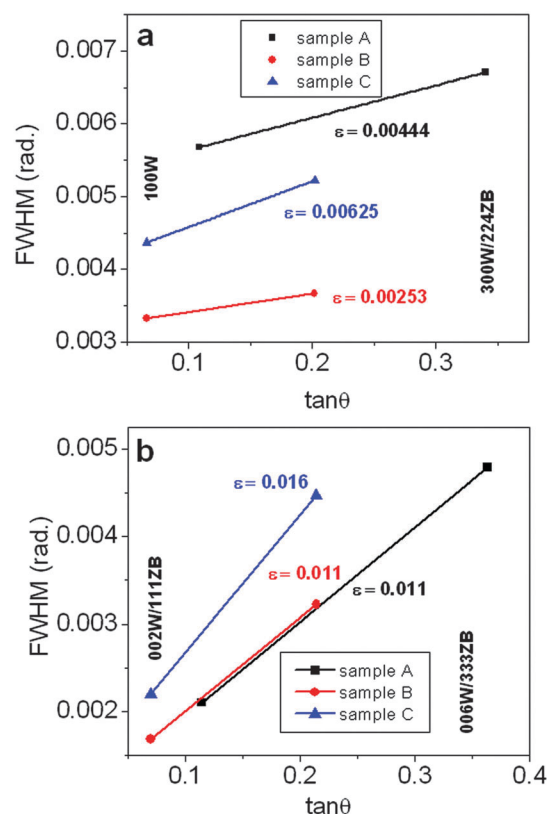 a
sample A
sample B
sample C
0.007
0.006
0.005
0.004
0.003
FWHM (rad.)
100W
ε= 0.00444
ε= 0.00625
ε= 0.00253
300W/224ZB
0.1
0.2
0.3
tanθ
b
0.005
0.004
0.003
0.002
FWHM (rad.)
002W/111ZB
ε= 0.016
ε= 0.011
ε= 0.011
006W/333ZB
sample A
sample B
sample C
0.1
0.2
0.3
0.4
tanθ